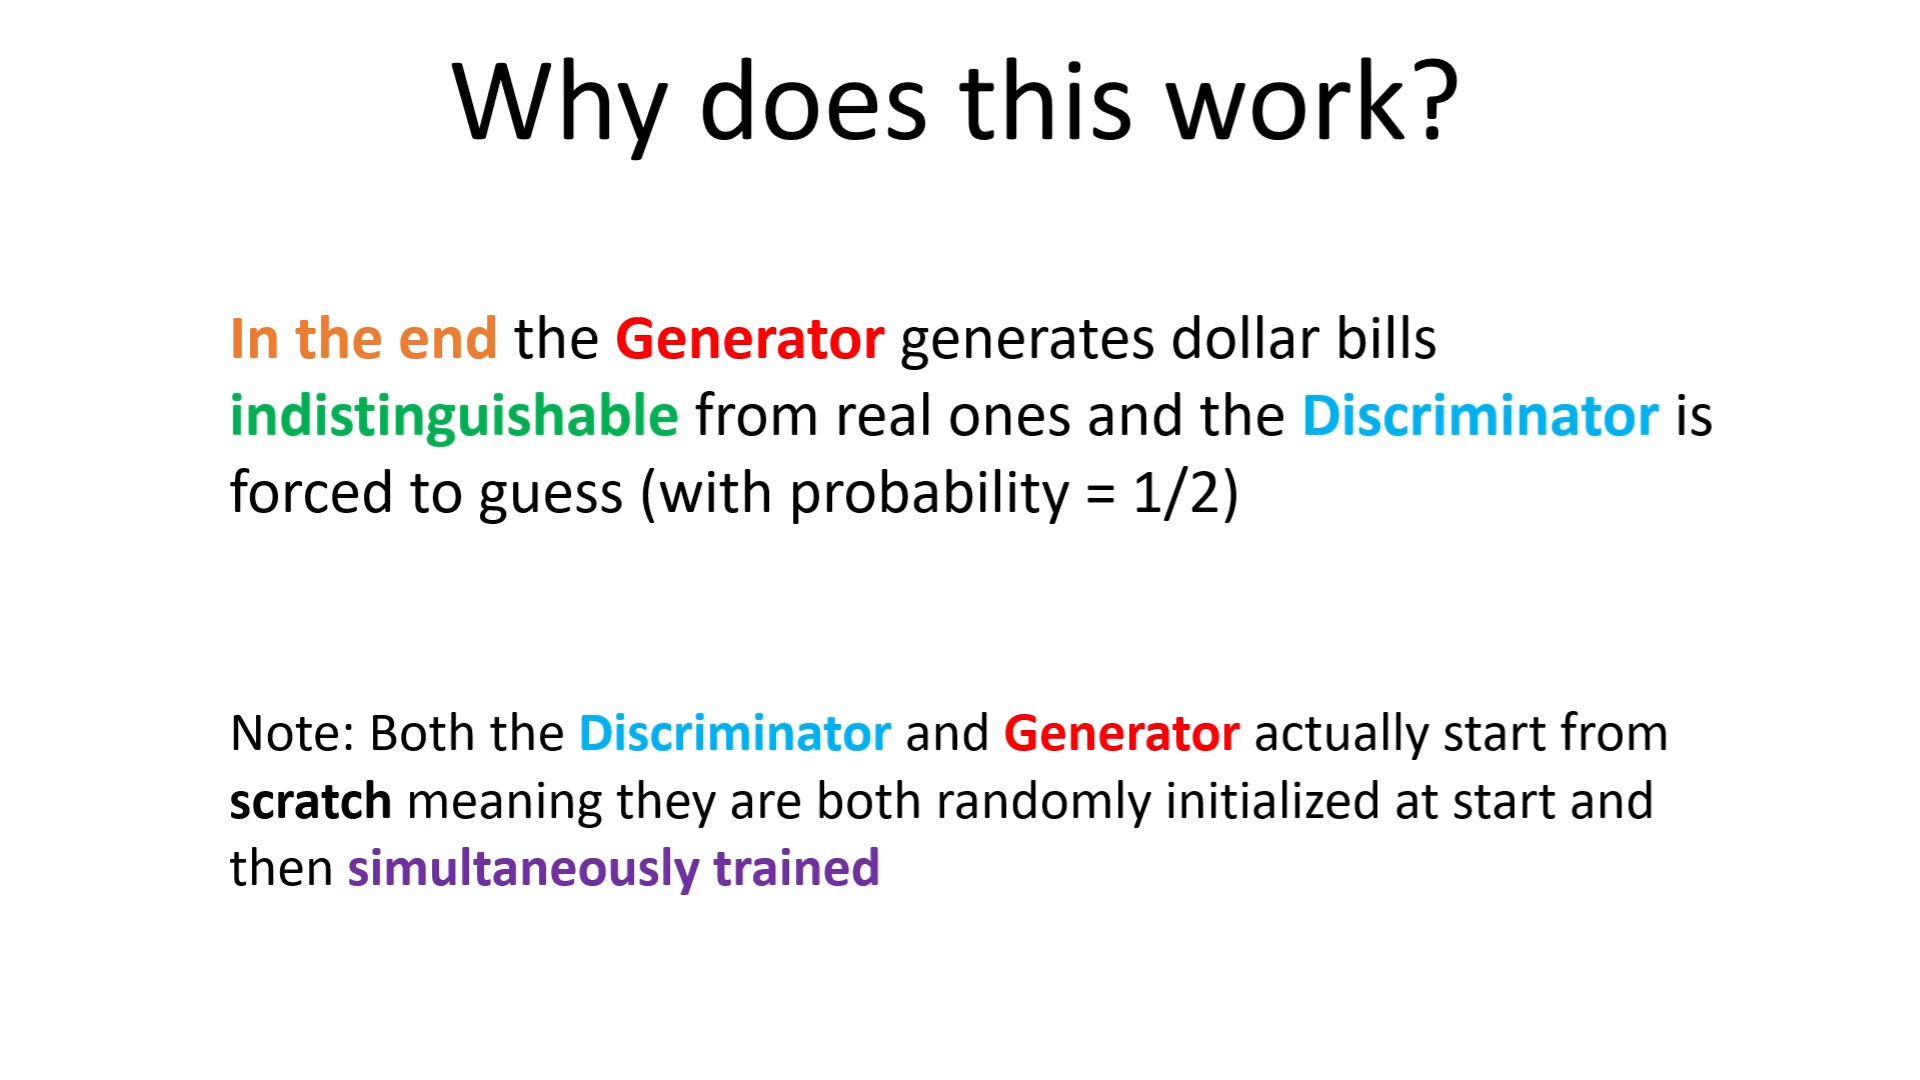 Why does this work?
In the end the Generator generates dollar bills
indistinguishable from real ones and the Discriminator is
forced to guess (with probability = 1/2)
Note: Both the Discriminator and Generator actually start from
scratch meaning they are both randomly initialized at start and
then simultaneously trained